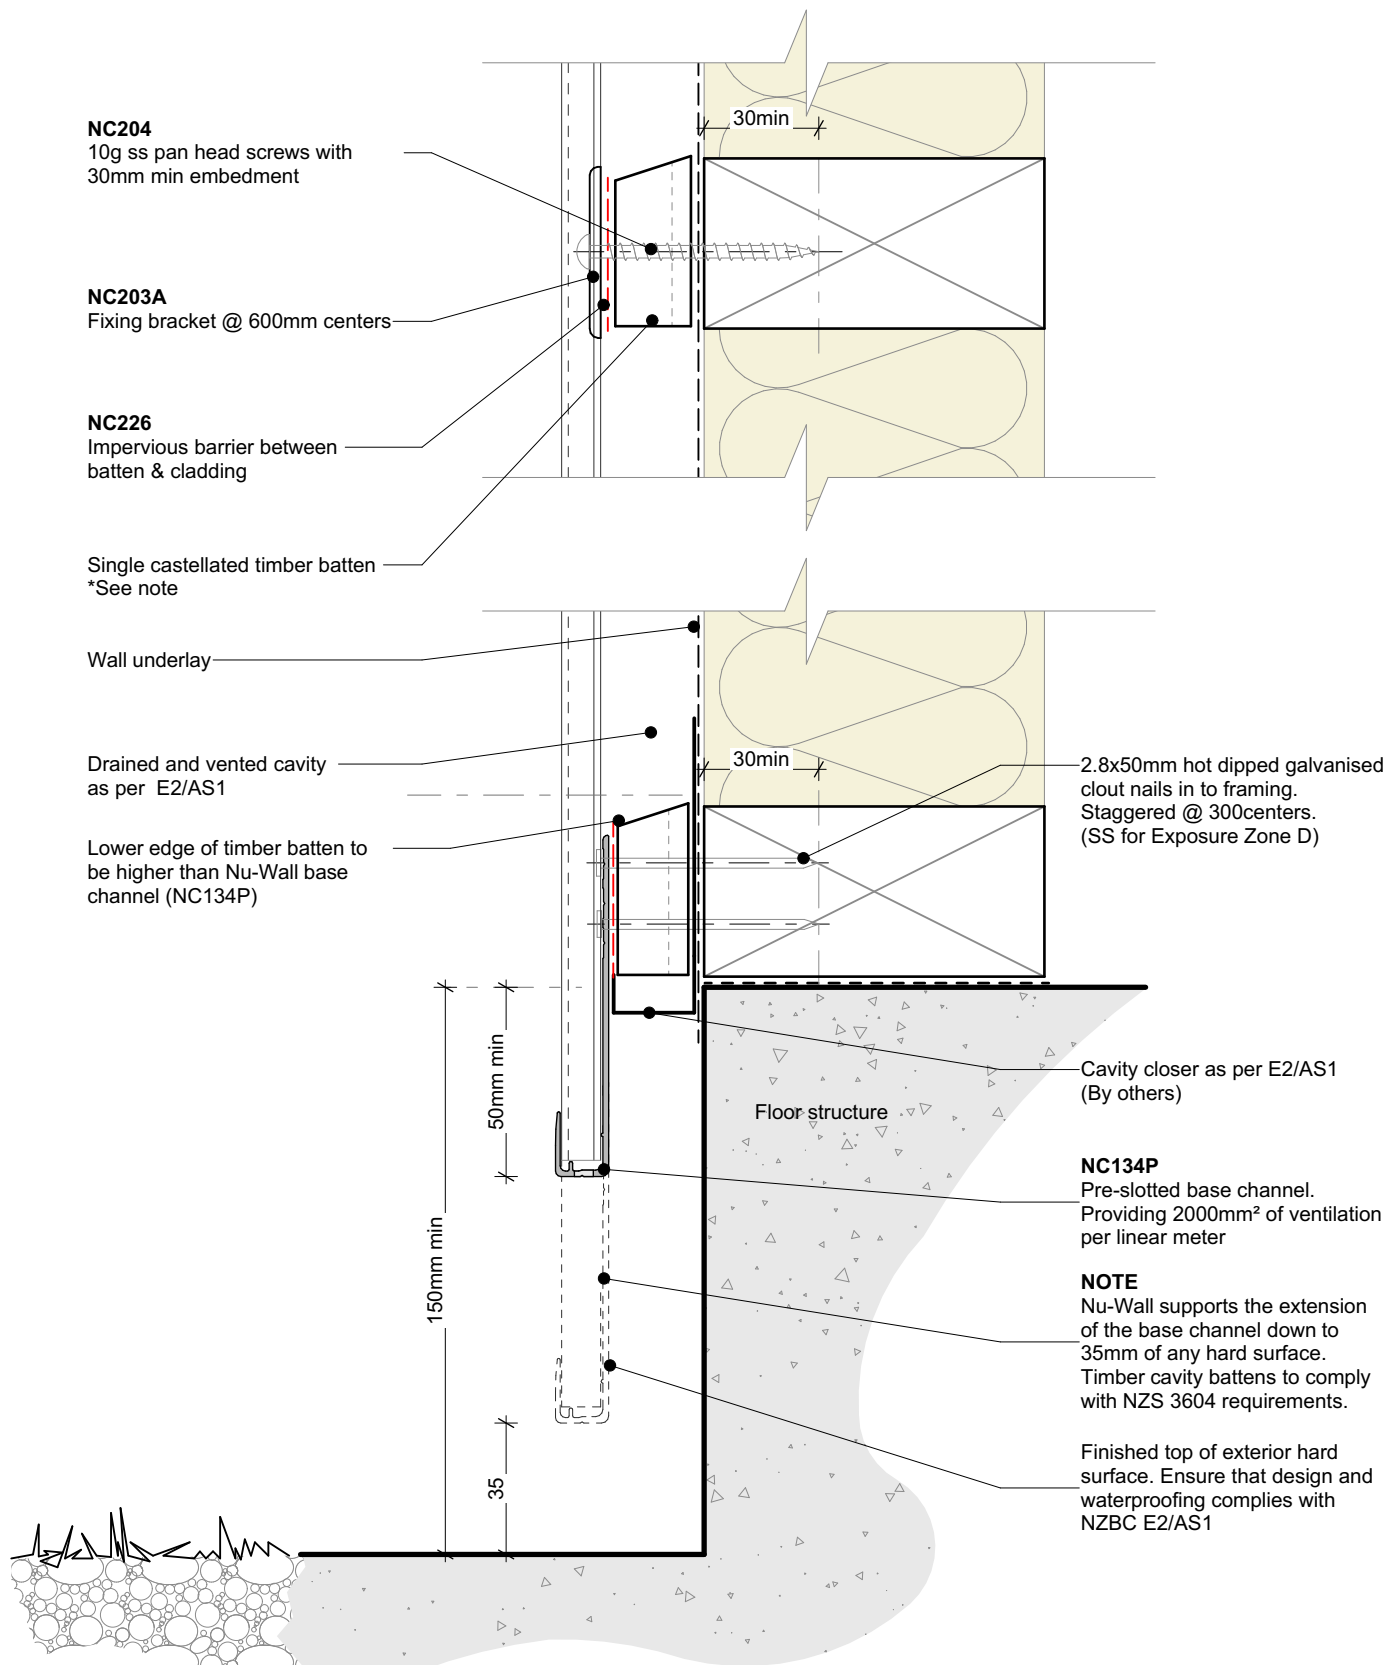 30min
NC204
10g ss pan head screws with
30mm min embedment
NC203A
Fixing bracket @ 600mm centers
NC226
Impervious barrier between
batten & cladding
Single castellated timber batten
*See note
Wall underlay
Drained and vented cavity
as per E2/AS1
Lower edge of timber batten to
be higher than Nu-Wall base
channel (NC134P)
30min
2.8x50mm hot dipped galvanised
clout nails in to framing.
Staggered @ 300centers.
(SS for Exposure Zone D)
50mm min
150mm min
35
Floor structure
Cavity closer as per E2/AS1
(By others)
NC134P
Pre-slotted base channel.
Providing 2000mm² of ventilation
per linear meter
NOTE
Nu-Wall supports the extension
of the base channel down to
35mm of any hard surface.
Timber cavity battens to comply
with NZS 3604 requirements.
Finished top of exterior hard
surface. Ensure that design and
waterproofing complies with
NZBC E2/AS1